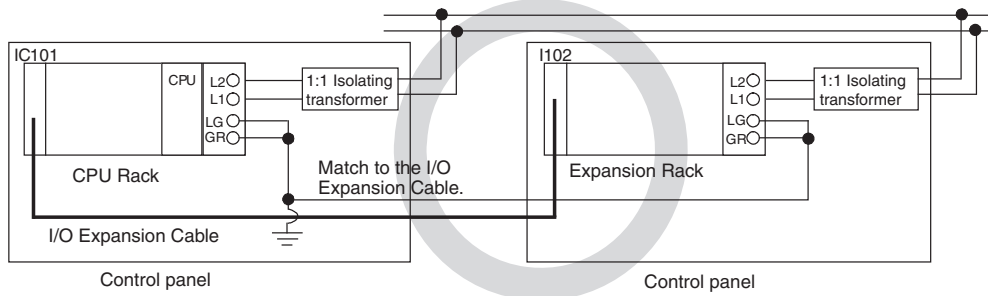 IC101
CPU
L2
L1
LG
GR
1:1 Isolating
transformer
CPU Rack
I/O Expansion Cable
Control panel
Match to the I/O
Expansion Cable.
I102
L2
L1
LG
GR
1:1 Isolating
transformer
Expansion Rack
Control panel